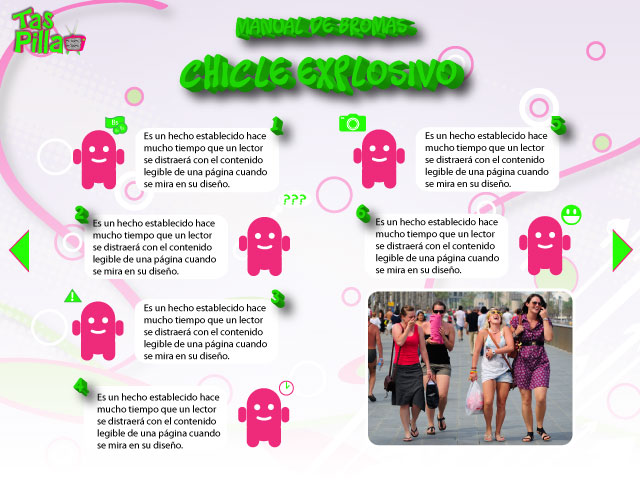 Tas
Pilla
MANUAL DE BROMAS
CHICLE EXPLOSIVO
Bs
1
Es un hecho establecido hace
mucho tiempo que un lector
se distraerá con el contenido
legible de una página cuando
se mira en su diseño.
2
???
Es un hecho establecido hace
mucho tiempo que un lector
se distraerá con el contenido
legible de una página cuando
se mira en su diseño.
3
Es un hecho establecido hace
mucho tiempo que un lector
se distraerá con el contenido
legible de una página cuando
se mira en su diseño.
4
Es un hecho establecido hace
mucho tiempo que un lector
se distraerá con el contenido
legible de una página cuando
se mira en su diseño.
5
Es un hecho establecido hace
mucho tiempo que un lector
se distraerá con el contenido
legible de una página cuando
se mira en su diseño.
6
Es un hecho establecido hace
mucho tiempo que un lector
se distraerá con el contenido
legible de una página cuando
se mira en su diseño.